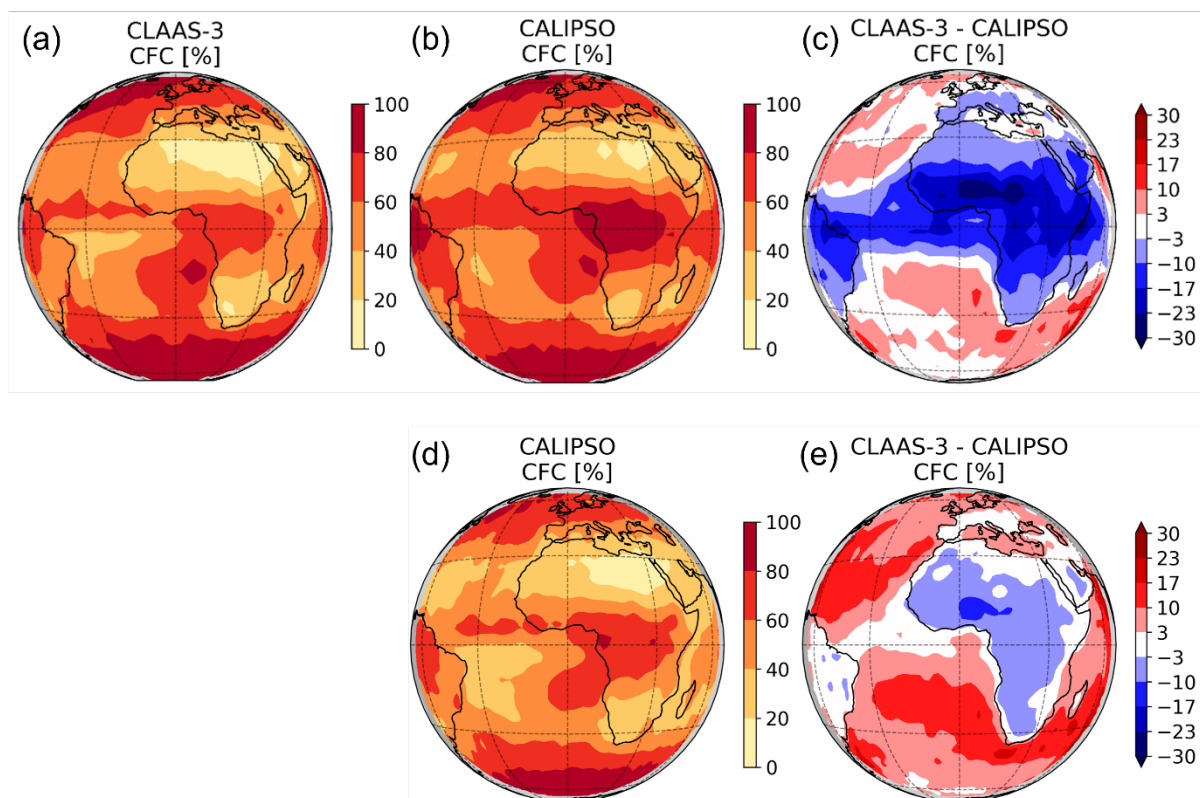 (a)
CLAAS-3
CFC [%]
(b)
CALIPSO
CFC [%]
(c)
CLAAS-3 - CALIPSO
CFC [%]
100
80
60
40
20
0
100
80
60
40
20
0
30
23
17
10
3
−3
−10
−17
−23
−30
(d)
CALIPSO
CFC [%]
(e)
CLAAS-3 - CALIPSO
CFC [%]
100
80
60
40
20
0
30
23
17
10
3
−3
−10
−17
−23
−30